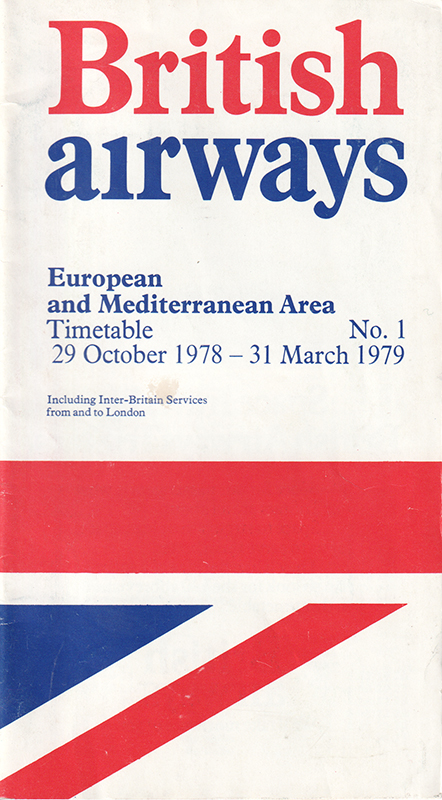 British
airways
European
and Mediterranean Area
Timetable No. 1
29 October 1978 – 31 March 1979
Including Inter-Britain Services
from and to London